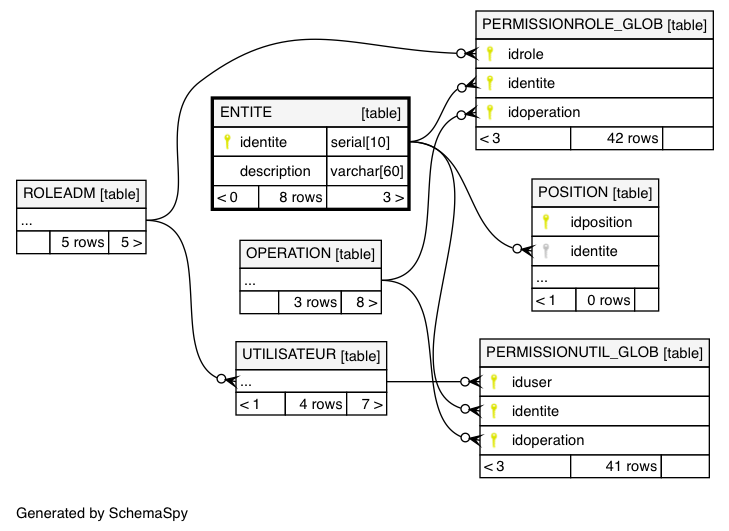 PERMISSIONROLE_GLOB [table]
idrole
identite
idoperation
< 3 42 rows
ENTITE [table]
identite serial[10]
description varchar[60]
< 0 8 rows 3 >
ROLEADM [table]
...
5 rows 5 >
POSITION [table]
idposition
identite
...
< 1 0 rows
OPERATION [table]
...
3 rows 8 >
UTILISATEUR [table]
...
< 1 4 rows 7 >
PERMISSIONUTIL_GLOB [table]
iduser
identite
idoperation
< 3 41 rows
Generated by SchemaSpy